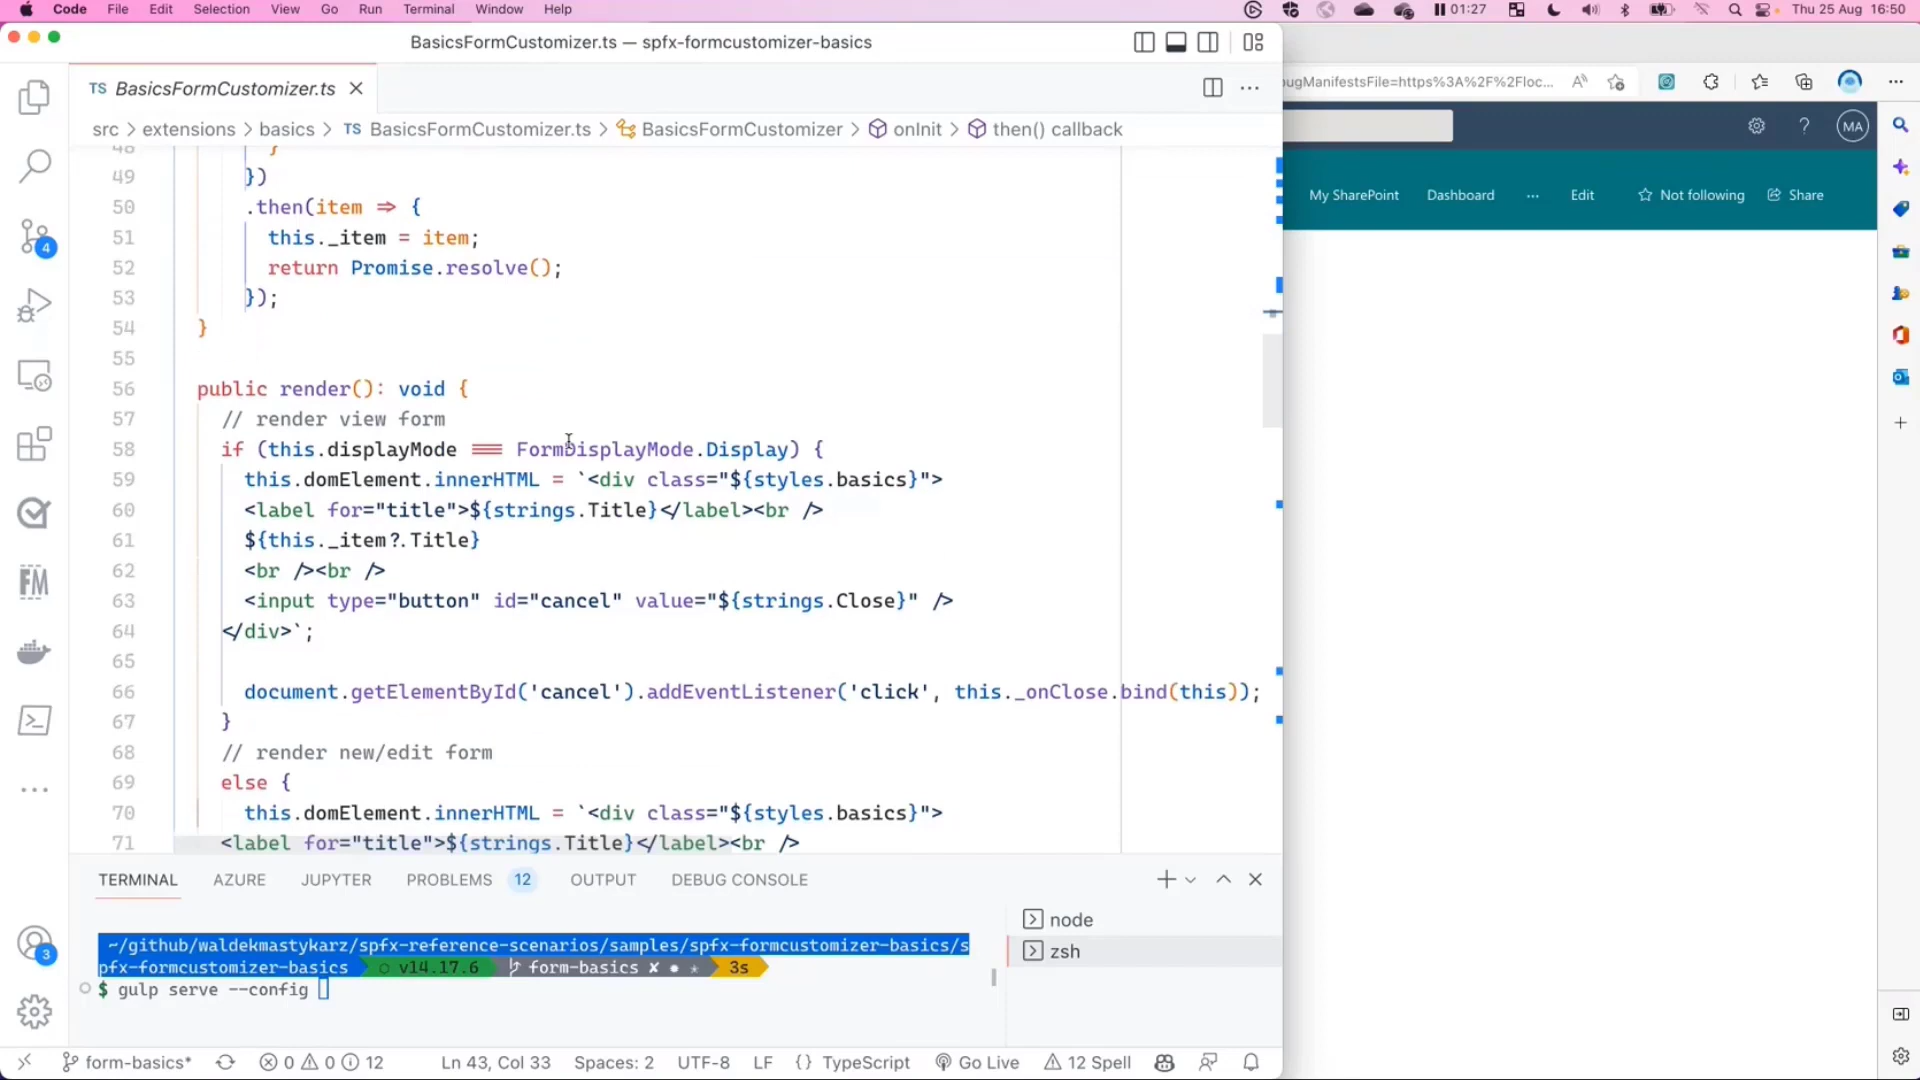 Code File Edit Selection View Go Run Terminal Window Help 01:27 Thu 25 Aug 16:50
BasicsFormCustomizer.ts — spfx-formcustomizer-basics
TS BasicsFormCustomizer.ts
src > extensions > basics > TS BasicsFormCustomizer.ts > BasicsFormCustomizer > onInit > then() callback
48 }
49 })
50 .then(item => {
51 this._item = item;
52 return Promise.resolve();
53 });
54 }
55
56 public render(): void {
57 // render view form
58 if (this.displayMode === FormDisplayMode.Display) {
59 this.domElement.innerHTML = `<div class="${styles.basics}">
60 <label for="title">${strings.Title}</label><br />
61 ${this._item?.Title}
62 <br /><br />
63 <input type="button" id="cancel" value="${strings.Close}" />
64 </div>`;
65
66 document.getElementById('cancel').addEventListener('click', this._onClose.bind(this));
67 }
68 // render new/edit form
69 else {
70 this.domElement.innerHTML = `<div class="${styles.basics}">
71 <label for="title">${strings.Title}</label><br />
TERMINAL AZURE JUPYTER PROBLEMS 12 OUTPUT DEBUG CONSOLE
~/github/waldekmastykarz/spfx-reference-scenarios/samples/spfx-formcustomizer-basics/s
pfx-formcustomizer-basics v14.17.6 form-basics ✘ ● ★ 3s
$ gulp serve --config
node
zsh
form-basics* 0 0 12 Ln 43, Col 33 Spaces: 2 UTF-8 LF {} TypeScript Go Live 12 Spell
4
FM
3
ugManifestsFile=https%3A%2F%2Floc...
? MA
My SharePoint Dashboard ... Edit Not following Share